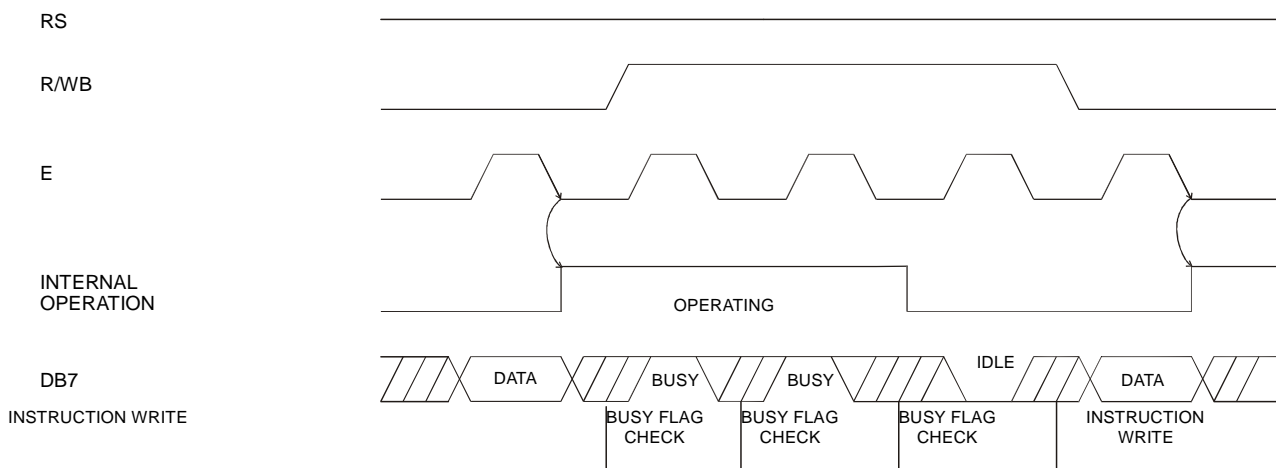 RS
R/WB
E
INTERNAL
OPERATION
OPERATING
IDLE
DB7
DATA
BUSY
BUSY
DATA
INSTRUCTION WRITE
BUSY FLAG
CHECK
BUSY FLAG
CHECK
BUSY FLAG
CHECK
INSTRUCTION
WRITE